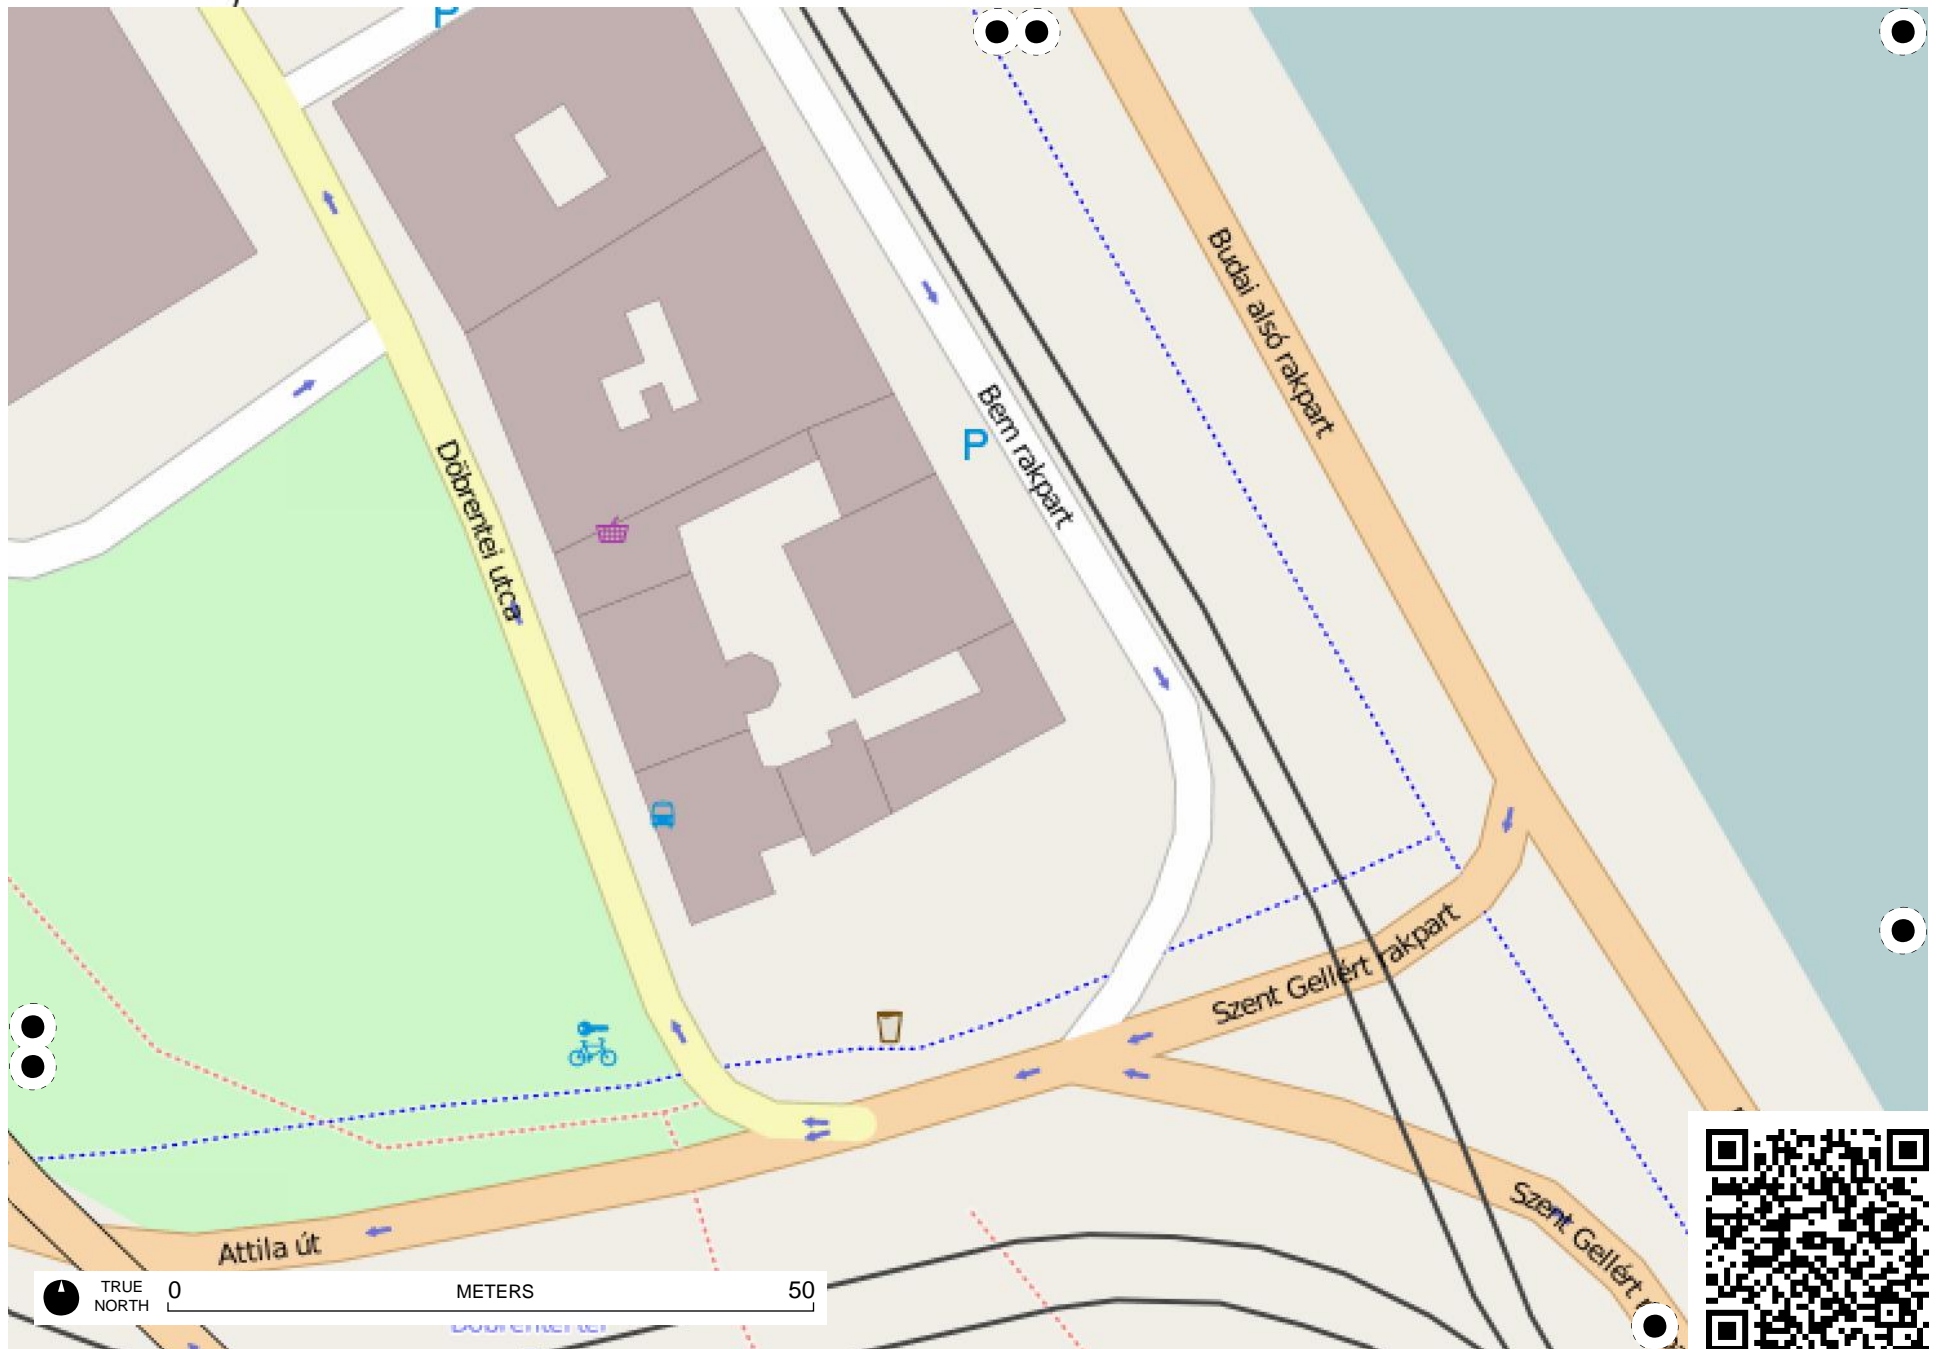 P
Budai alsó rakpart
Bem rakpart
P
Döbrentei utca
Szent Gellért rakpart
Szent Gellért
Attila út
TRUE
NORTH
0
METERS
50